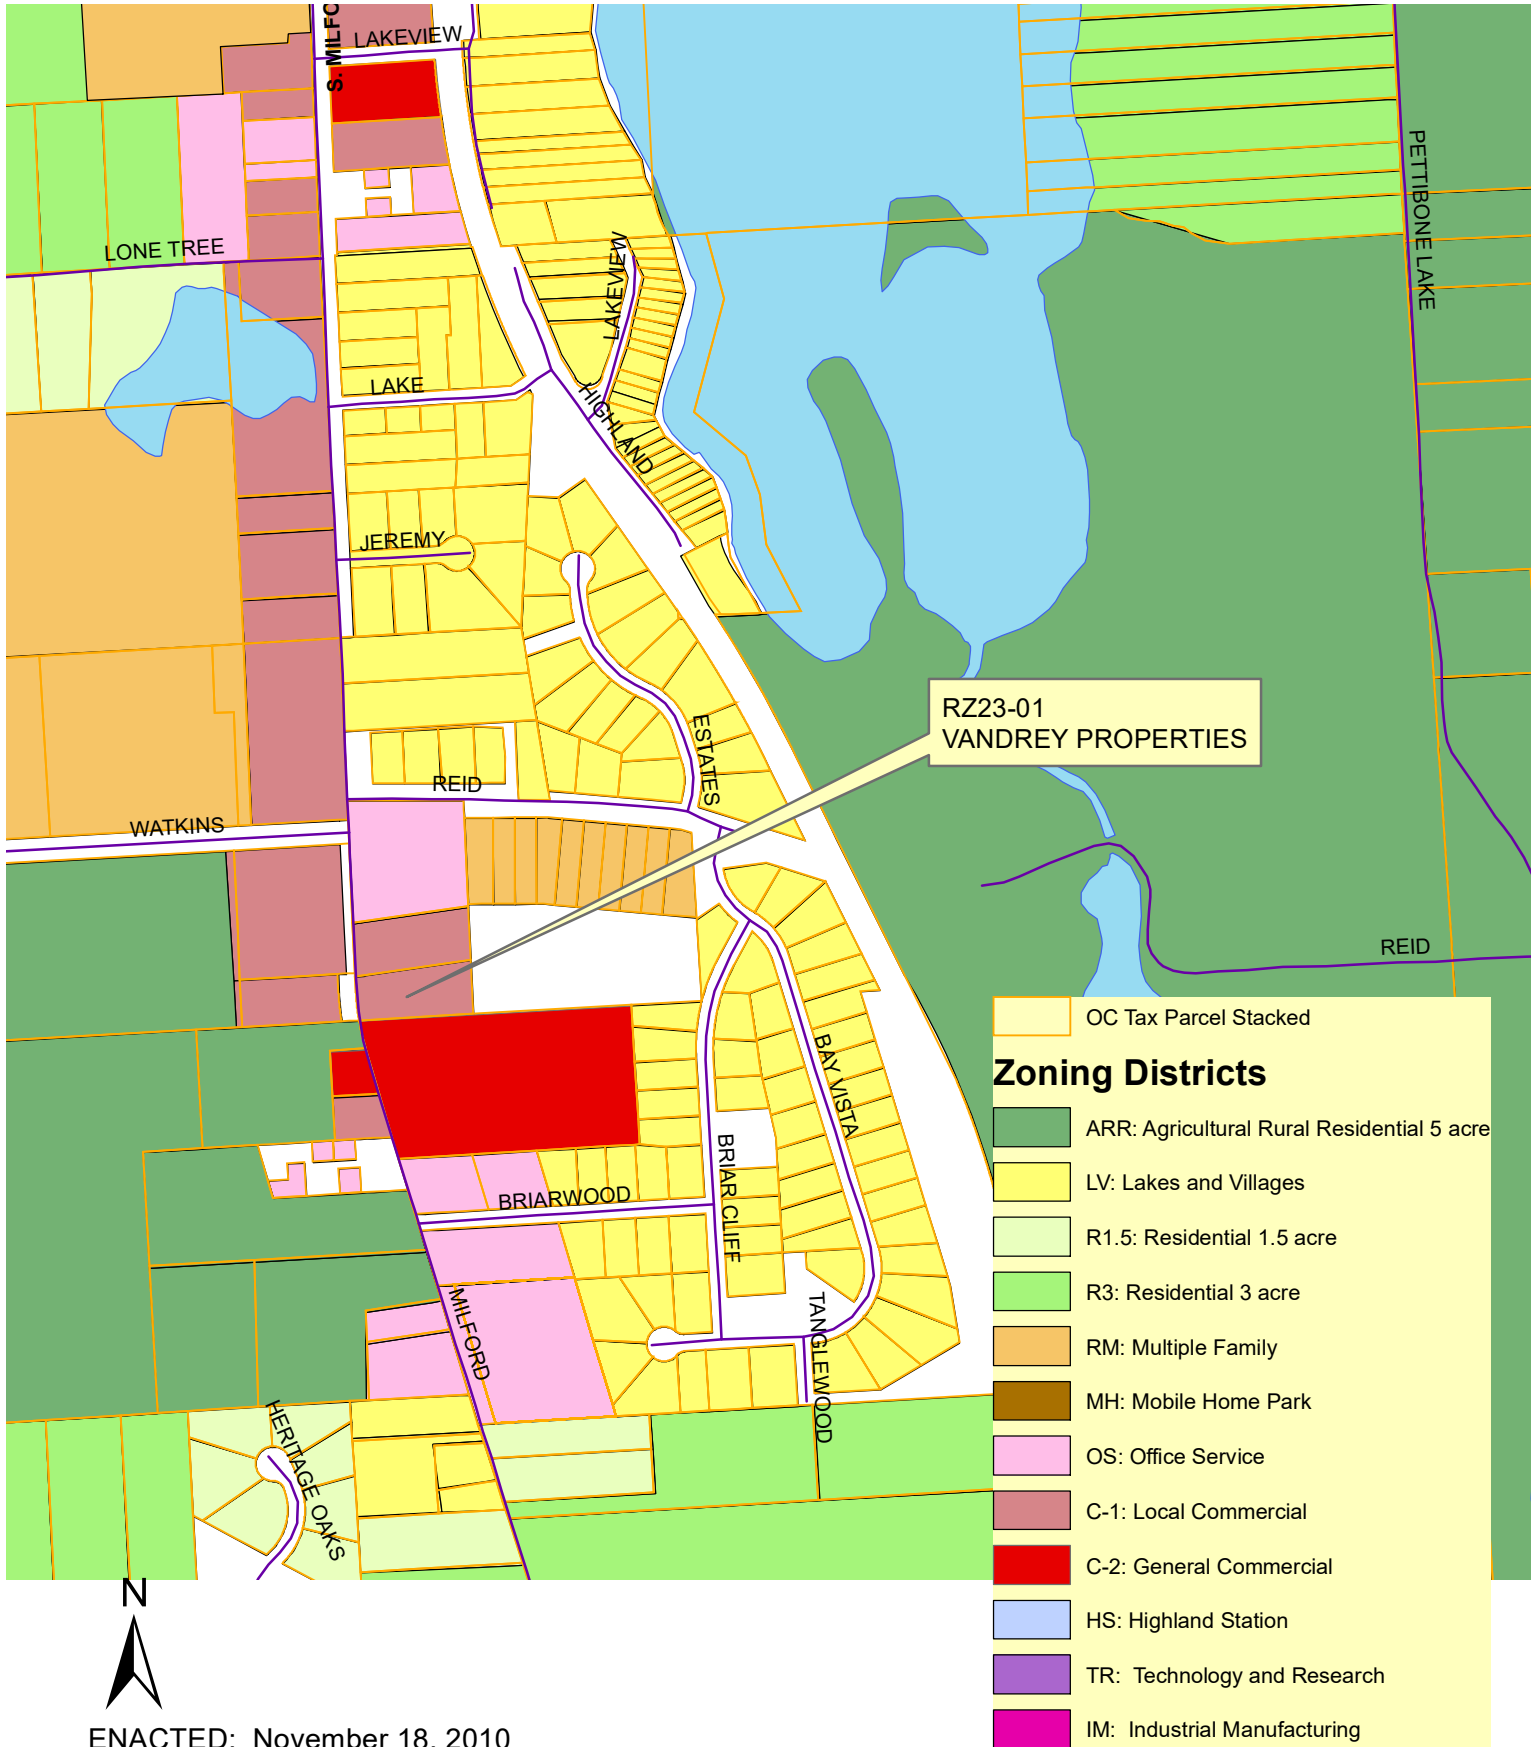 S. MILFO
LAKEVIEW
PETTIBONE LAKE
LONE TREE
LAKEVIEW
LAKE
HIGHLAND
JEREMY
RZ23-01
VANDREY PROPERTIES
ESTATES
REID
WATKINS
REID
BAY VISTA
BRIAR CLIFF
BRIARWOOD
MILFORD
TANGLEWOOD
HERITAGE OAKS
OC Tax Parcel Stacked
Zoning Districts
ARR: Agricultural Rural Residential 5 acre
LV: Lakes and Villages
R1.5: Residential 1.5 acre
R3: Residential 3 acre
RM: Multiple Family
MH: Mobile Home Park
OS: Office Service
C-1: Local Commercial
C-2: General Commercial
HS: Highland Station
TR: Technology and Research
IM: Industrial Manufacturing
N
ENACTED: November 18, 2010